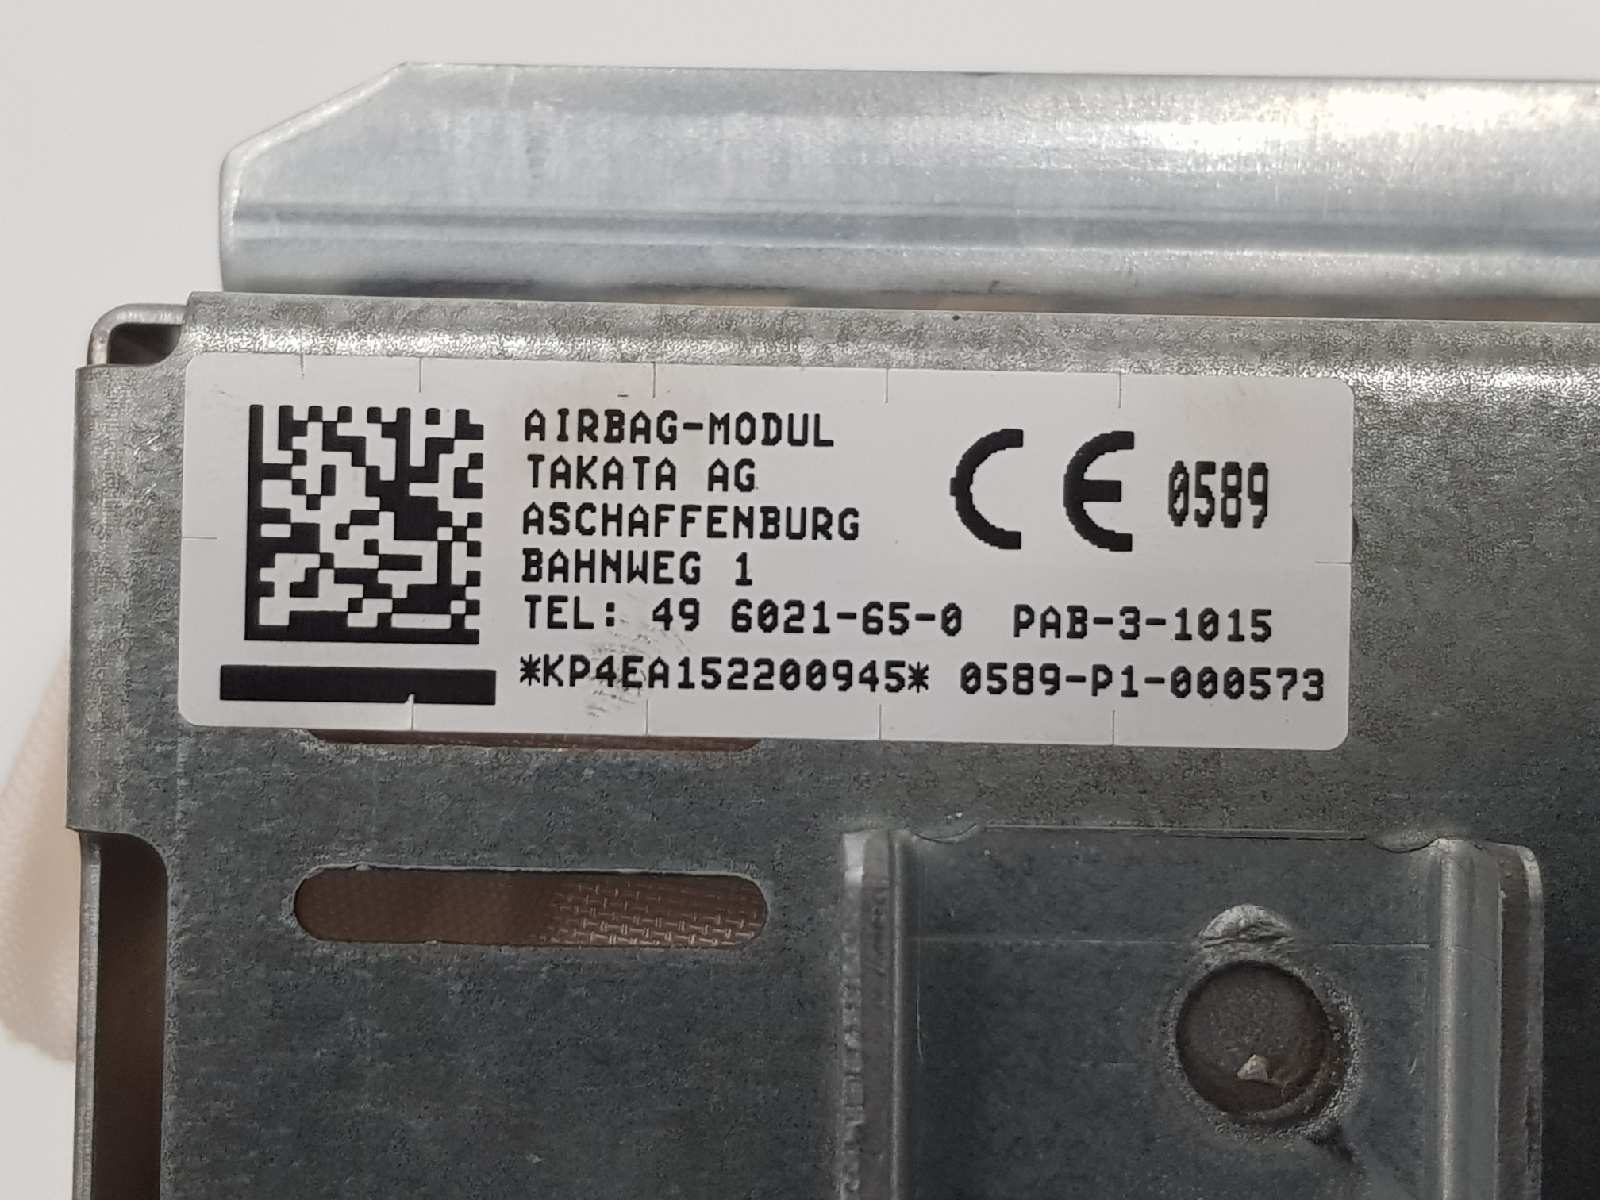 AIRBAG-MODUL
TAKATA AG
ASCHAFFENBURG
BAHNWEG 1
TEL: 49 6021-65-0 PAB-3-1015
*KP4EA152200945* 0589-P1-000573
CE 0589